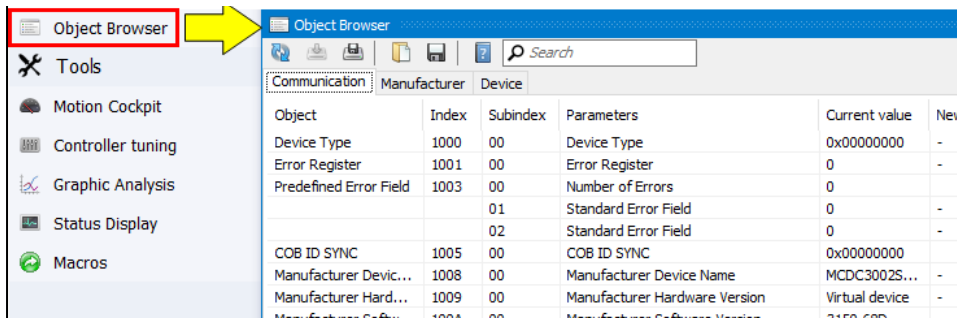 Object Browser
Tools
Motion Cockpit
Controller tuning
Graphic Analysis
Status Display
Macros
Object Browser
Search
Communication Manufacturer Device
Object Index Subindex Parameters Current value
Device Type 1000 00 Device Type 0x00000000 -
Error Register 1001 00 Error Register 0 -
Predefined Error Field 1003 00 Number of Errors 0
01 Standard Error Field 0 -
02 Standard Error Field 0 -
COB ID SYNC 1005 00 COB ID SYNC 0x00000000
Manufacturer Devic... 1008 00 Manufacturer Device Name MCDC3002S... -
Manufacturer Hard... 1009 00 Manufacturer Hardware Version Virtual device -